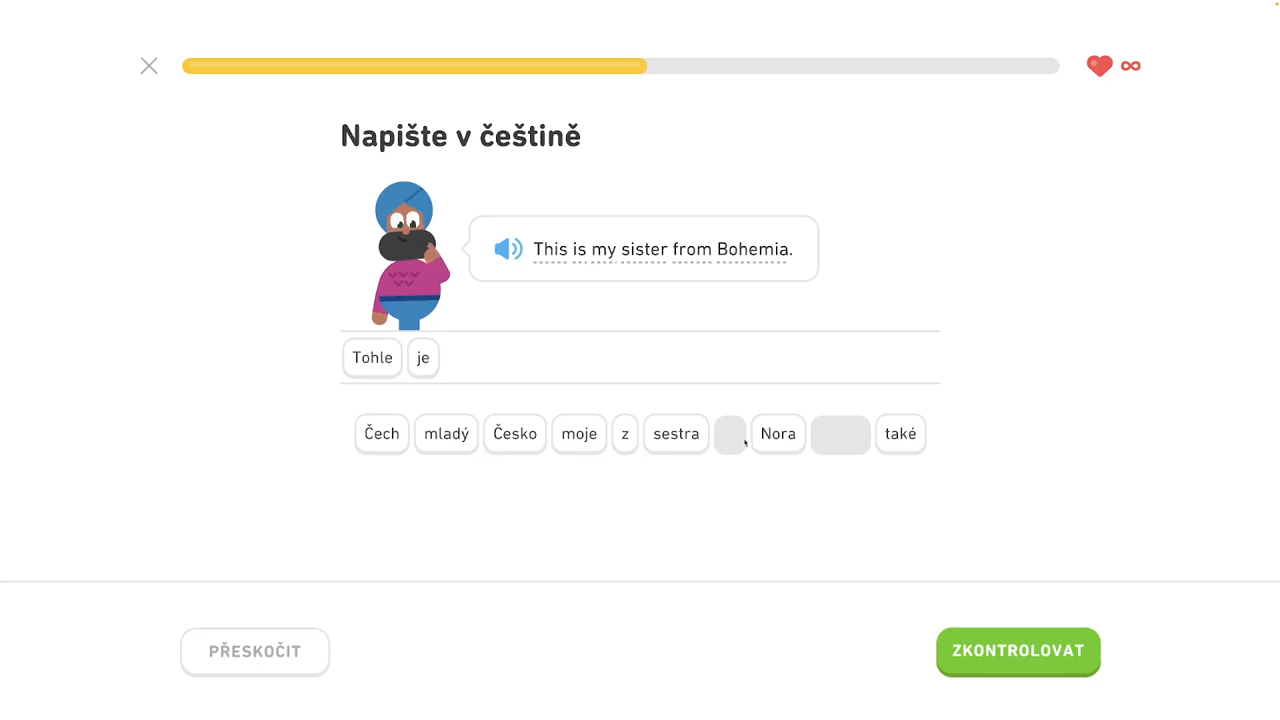 Napište v češtině
This is my sister from Bohemia.
Tohle je
Čech mladý Česko moje z sestra Nora také
PŘESKOČIT ZKONTROLOVAT